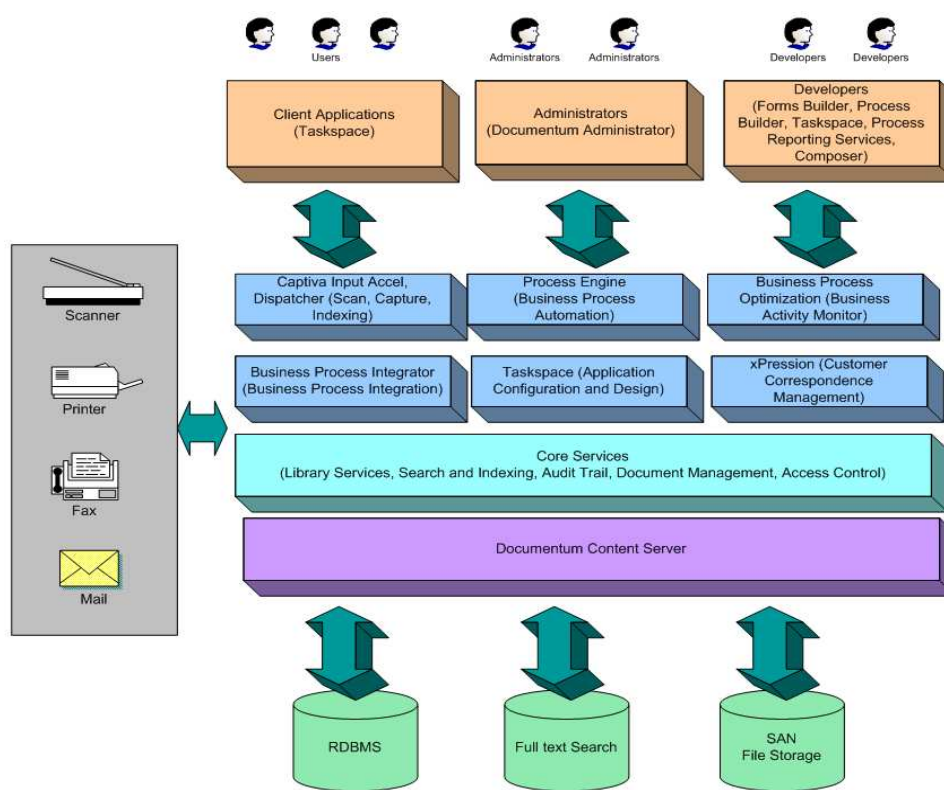 Users
Administrators
Administrators
Developers
Developers
Client Applications
(Taskspace)
Administrators
(Documentum Administrator)
Developers
(Forms Builder, Process
Builder, Taskspace, Process
Reporting Services,
Composer)
Scanner
Printer
Fax
Mail
Captiva Input Accel,
Dispatcher (Scan, Capture,
Indexing)
Process Engine
(Business Process
Automation)
Business Process
Optimization (Business
Activity Monitor)
Business Process Integrator
(Business Process Integration)
Taskspace (Application
Configuration and Design)
xPression (Customer
Correspondence
Management)
Core Services
(Library Services, Search and Indexing, Audit Trail, Document Management, Access Control)
Documentum Content Server
RDBMS
Full text Search
SAN
File Storage